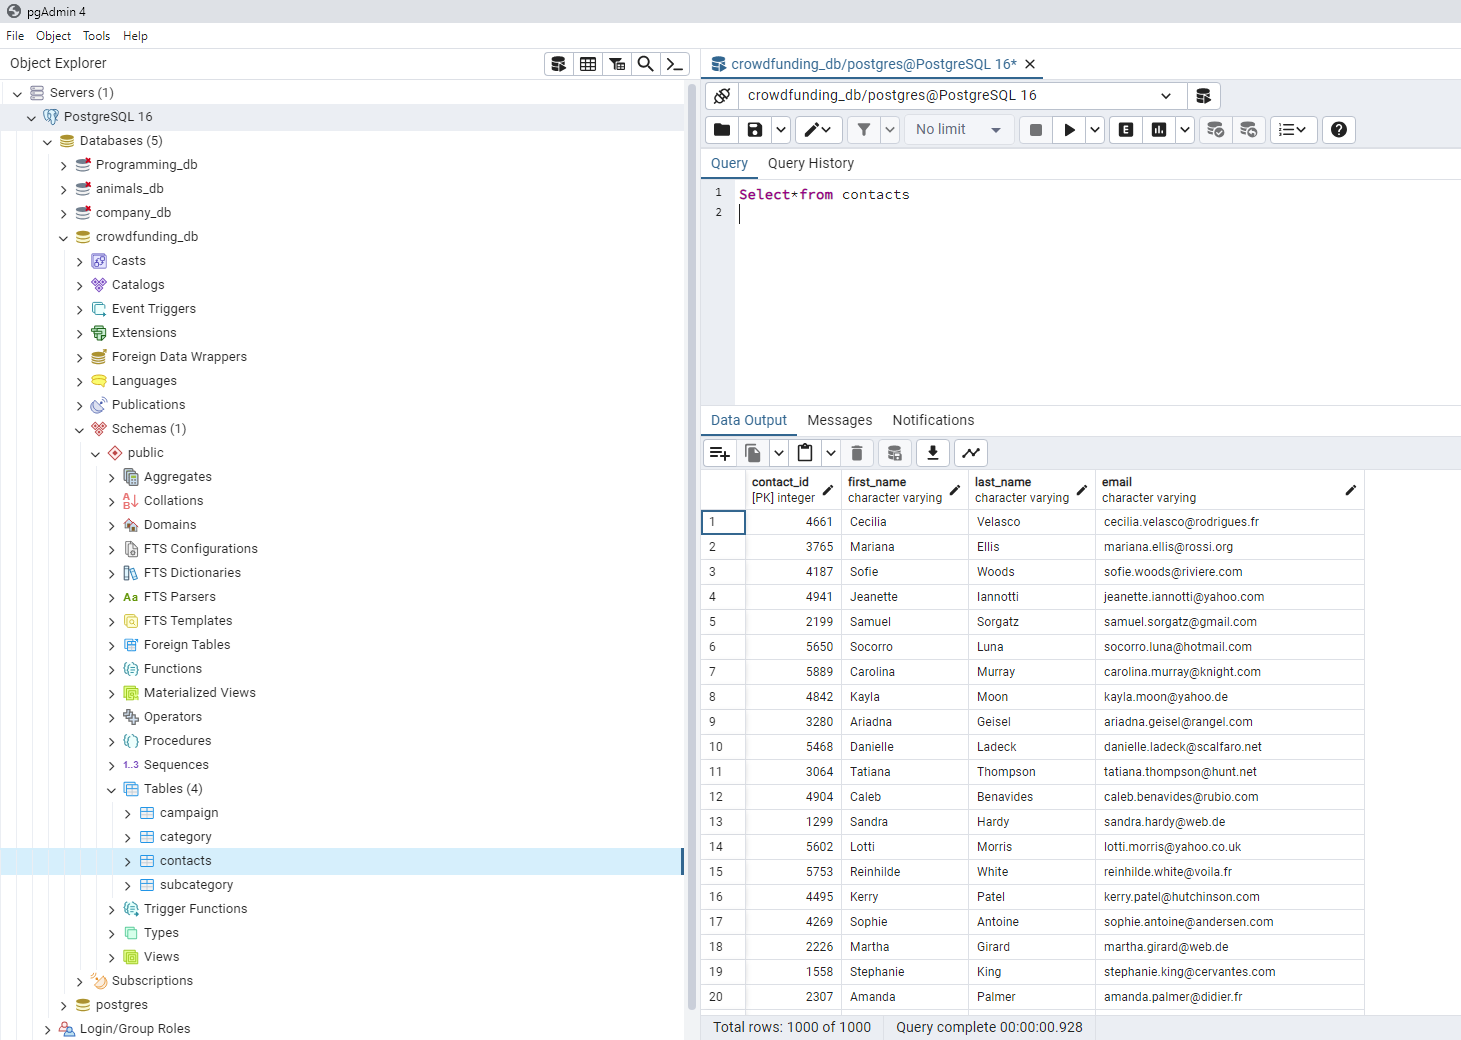 pgAdmin 4
File Object Tools Help
Object Explorer
Servers (1)
PostgreSQL 16
Databases (5)
Programming_db
animals_db
company_db
crowdfunding_db
Casts
Catalogs
Event Triggers
Extensions
Foreign Data Wrappers
Languages
Publications
Schemas (1)
public
Aggregates
Collations
Domains
FTS Configurations
FTS Dictionaries
Aa FTS Parsers
FTS Templates
Foreign Tables
Functions
Materialized Views
Operators
Procedures
1..3 Sequences
Tables (4)
campaign
category
contacts
subcategory
Trigger Functions
Types
Views
Subscriptions
postgres
Login/Group Roles
crowdfunding_db/postgres@PostgreSQL 16*
crowdfunding_db/postgres@PostgreSQL 16
No limit E
Query Query History
1 Select*from contacts
2
Data Output Messages Notifications
contact_id first_name last_name email
[PK] integer character varying character varying character varying
1 4661 Cecilia Velasco cecilia.velasco@rodrigues.fr
2 3765 Mariana Ellis mariana.ellis@rossi.org
3 4187 Sofie Woods sofie.woods@riviere.com
4 4941 Jeanette Iannotti jeanette.iannotti@yahoo.com
5 2199 Samuel Sorgatz samuel.sorgatz@gmail.com
6 5650 Socorro Luna socorro.luna@hotmail.com
7 5889 Carolina Murray carolina.murray@knight.com
8 4842 Kayla Moon kayla.moon@yahoo.de
9 3280 Ariadna Geisel ariadna.geisel@rangel.com
10 5468 Danielle Ladeck danielle.ladeck@scalfaro.net
11 3064 Tatiana Thompson tatiana.thompson@hunt.net
12 4904 Caleb Benavides caleb.benavides@rubio.com
13 1299 Sandra Hardy sandra.hardy@web.de
14 5602 Lotti Morris lotti.morris@yahoo.co.uk
15 5753 Reinhilde White reinhilde.white@voila.fr
16 4495 Kerry Patel kerry.patel@hutchinson.com
17 4269 Sophie Antoine sophie.antoine@andersen.com
18 2226 Martha Girard martha.girard@web.de
19 1558 Stephanie King stephanie.king@cervantes.com
20 2307 Amanda Palmer amanda.palmer@didier.fr
Total rows: 1000 of 1000 Query complete 00:00:00.928